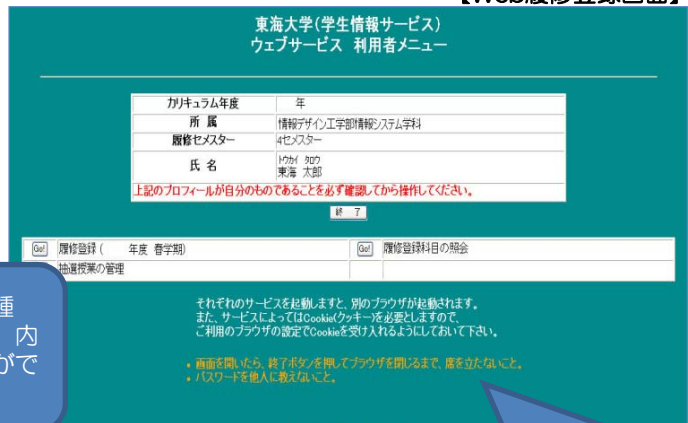 【Web履修登録画面】
東海大学(学生情報サービス)
ウェブサービス 利用者メニュー
カリキュラム年度 年
所 属 情報デザイン工学部情報システム学科
履修セメスター 4セメスター
氏 名 トウカイ タロウ
東海 太郎
上記のプロフィールが自分のものであることを必ず確認してから操作してください。
終 了
Go! 履修登録 ( 年度 春学期) Go! 履修登録科目の照会
抽選授業の管理
種
内
がで
それぞれのサービスを起動しますと、別のブラウザが起動されます。
また、サービスによってはCookie(クッキー)を必要としますので、
ご利用のブラウザの設定でCookieを受け入れるようにしておいて下さい。
・画面を開いたら、終了ボタンを押してブラウザを閉じるまで、席を立たないこと。
・パスワードを他人に教えないこと。